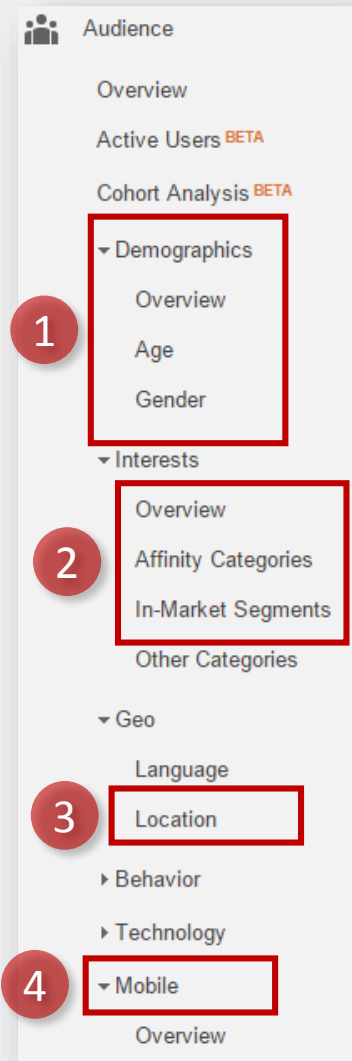 Audience
Overview
Active Users BETA
Cohort Analysis BETA
Demographics
Overview
1
Age
Gender
Interests
Overview
2
Affinity Categories
In-Market Segments
Other Categories
Geo
Language
3
Location
Behavior
Technology
4
Mobile
Overview